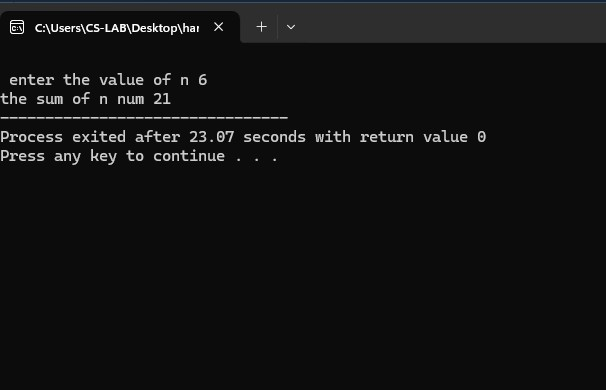 C:\Users\CS-LAB\Desktop\har
enter the value of n 6
the sum of n num 21
--------------------------------
Process exited after 23.07 seconds with return value 0
Press any key to continue . . .